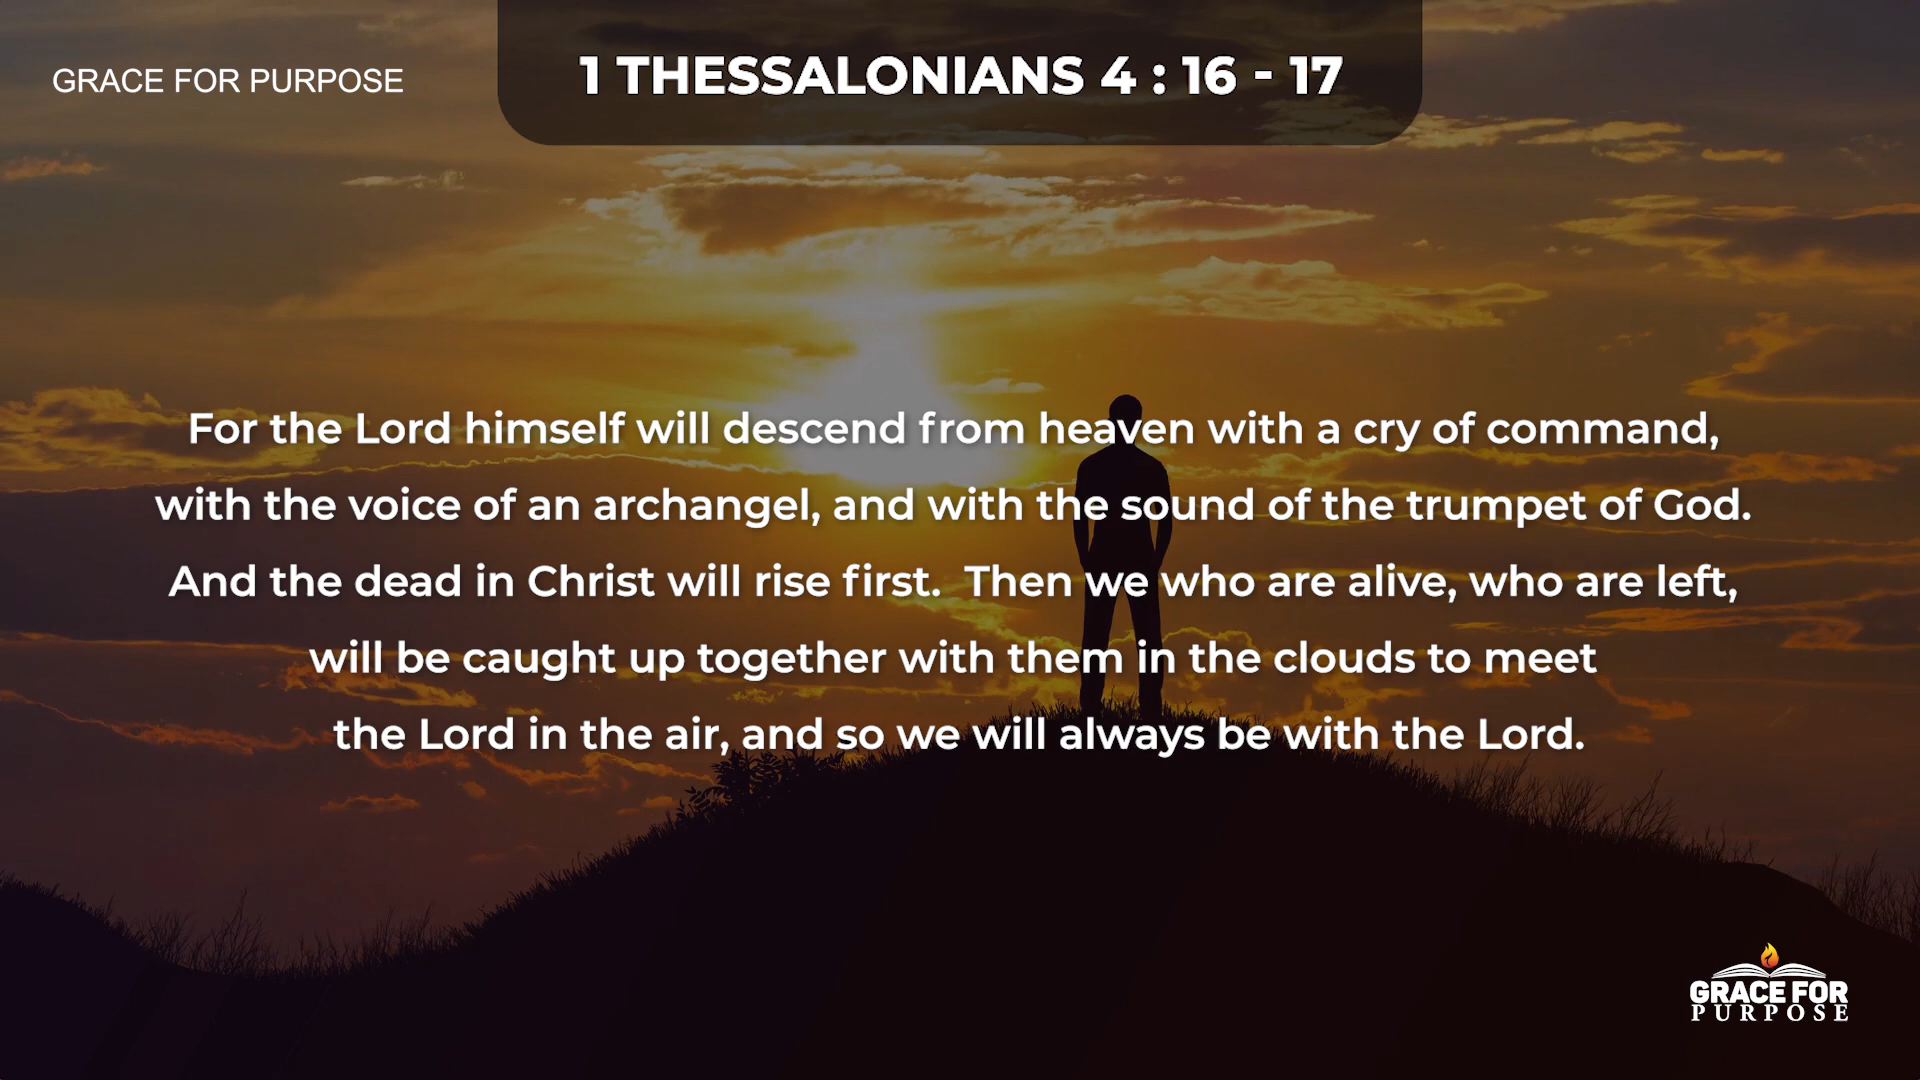 GRACE FOR PURPOSE
1 THESSALONIANS 4 : 16 - 17
For the Lord himself will descend from heaven with a cry of command,
with the voice of an archangel, and with the sound of the trumpet of God.
And the dead in Christ will rise first.  Then we who are alive, who are left,
will be caught up together with them in the clouds to meet
the Lord in the air, and so we will always be with the Lord.
GRACE FOR
PURPOSE